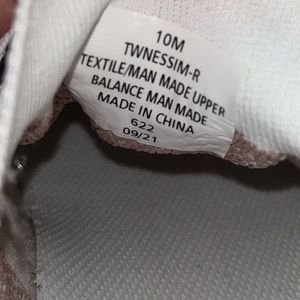 10M
TWNESSIM-R
TEXTILE/MAN MADE UPPER
BALANCE MAN MADE
MADE IN CHINA
622
09/21